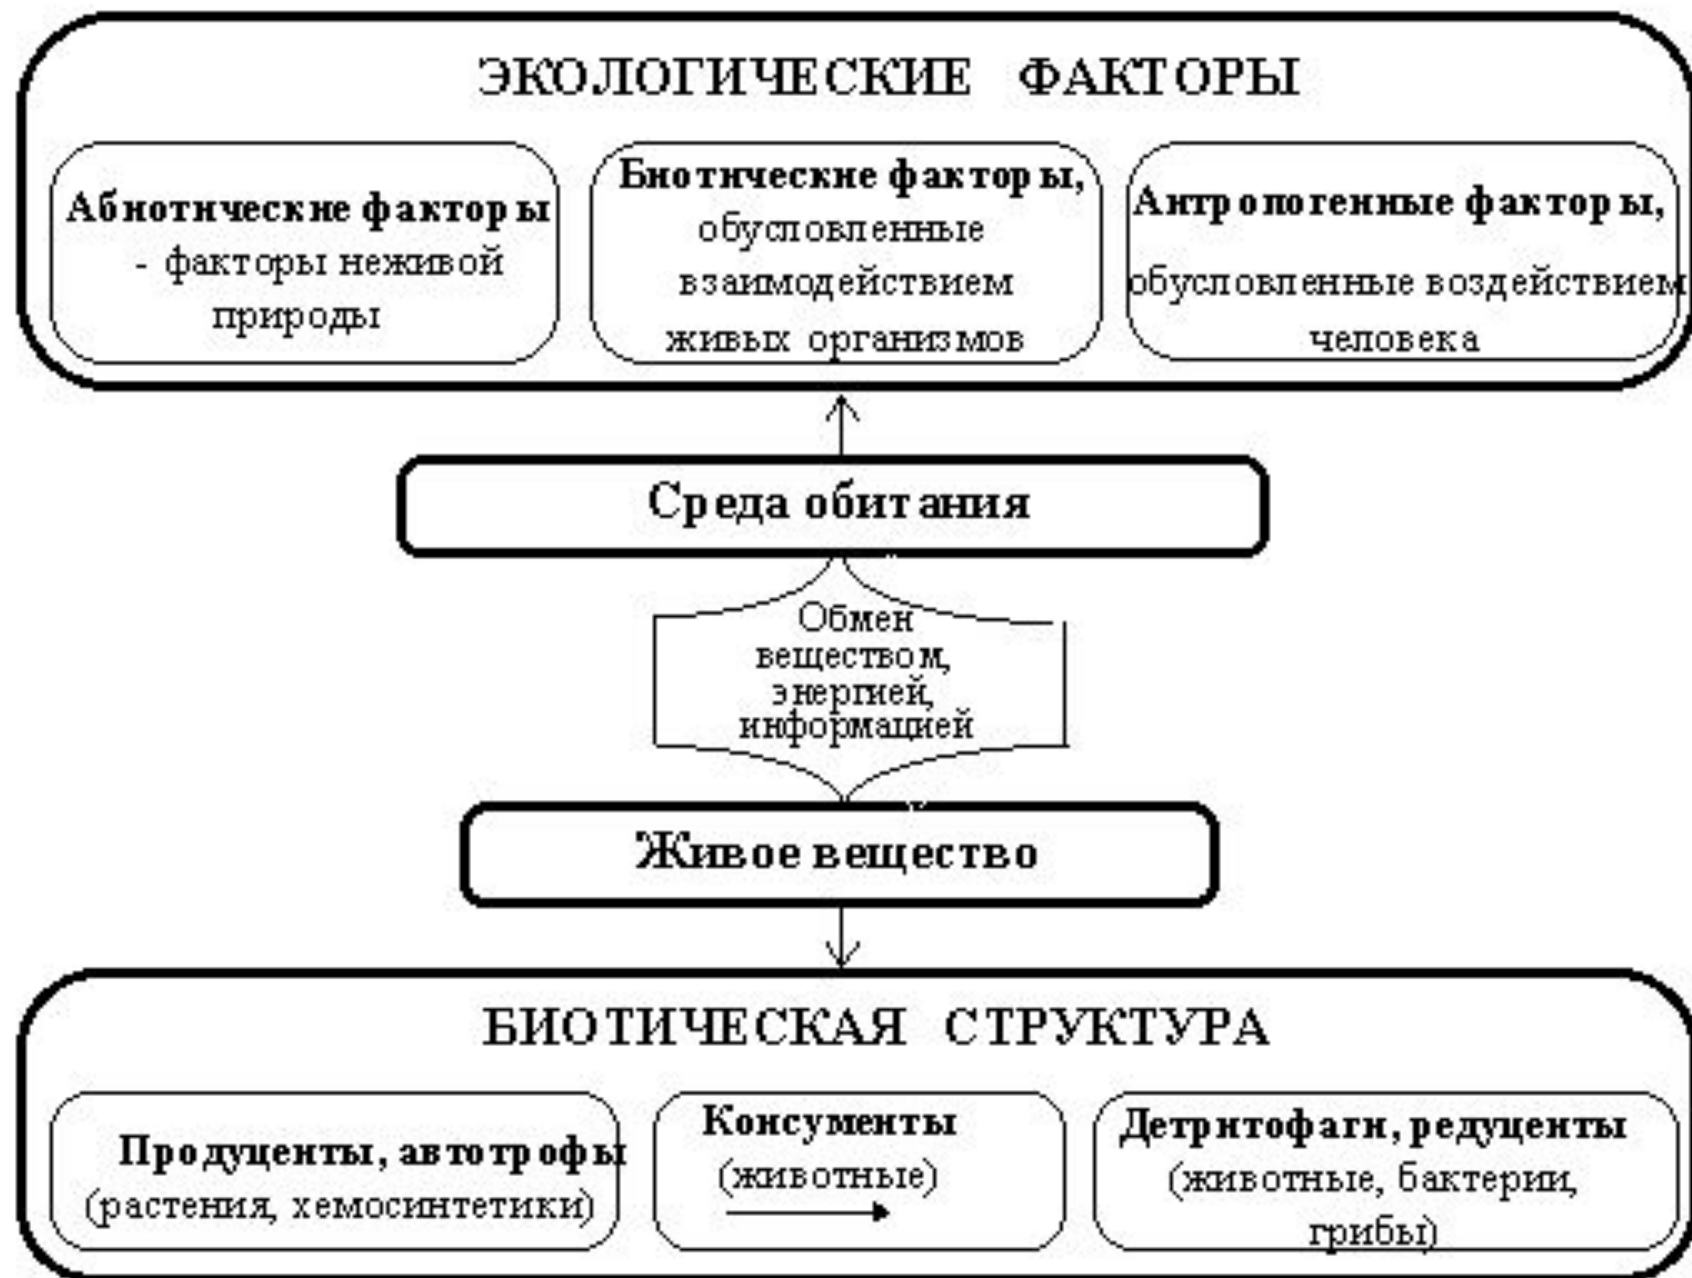 ЭКОЛОГИЧЕСКИЕ ФАКТОРЫ
Абиотические факторы
- факторы неживой
природы
Биотические факторы,
обусловленные
взаимодействием
живых организмов
Антропогенные факторы,
обусловленные воздействием
человека
Среда обитания
Обмен
веществом,
энергией,
информацией
Живое вещество
БИОТИЧЕСКАЯ СТРУКТУРА
Продуценты, автотрофы
(растения, хемосинтетики)
Консументы
(животные)
Детритофаги, редуценты
(животные, бактерии,
грибы)